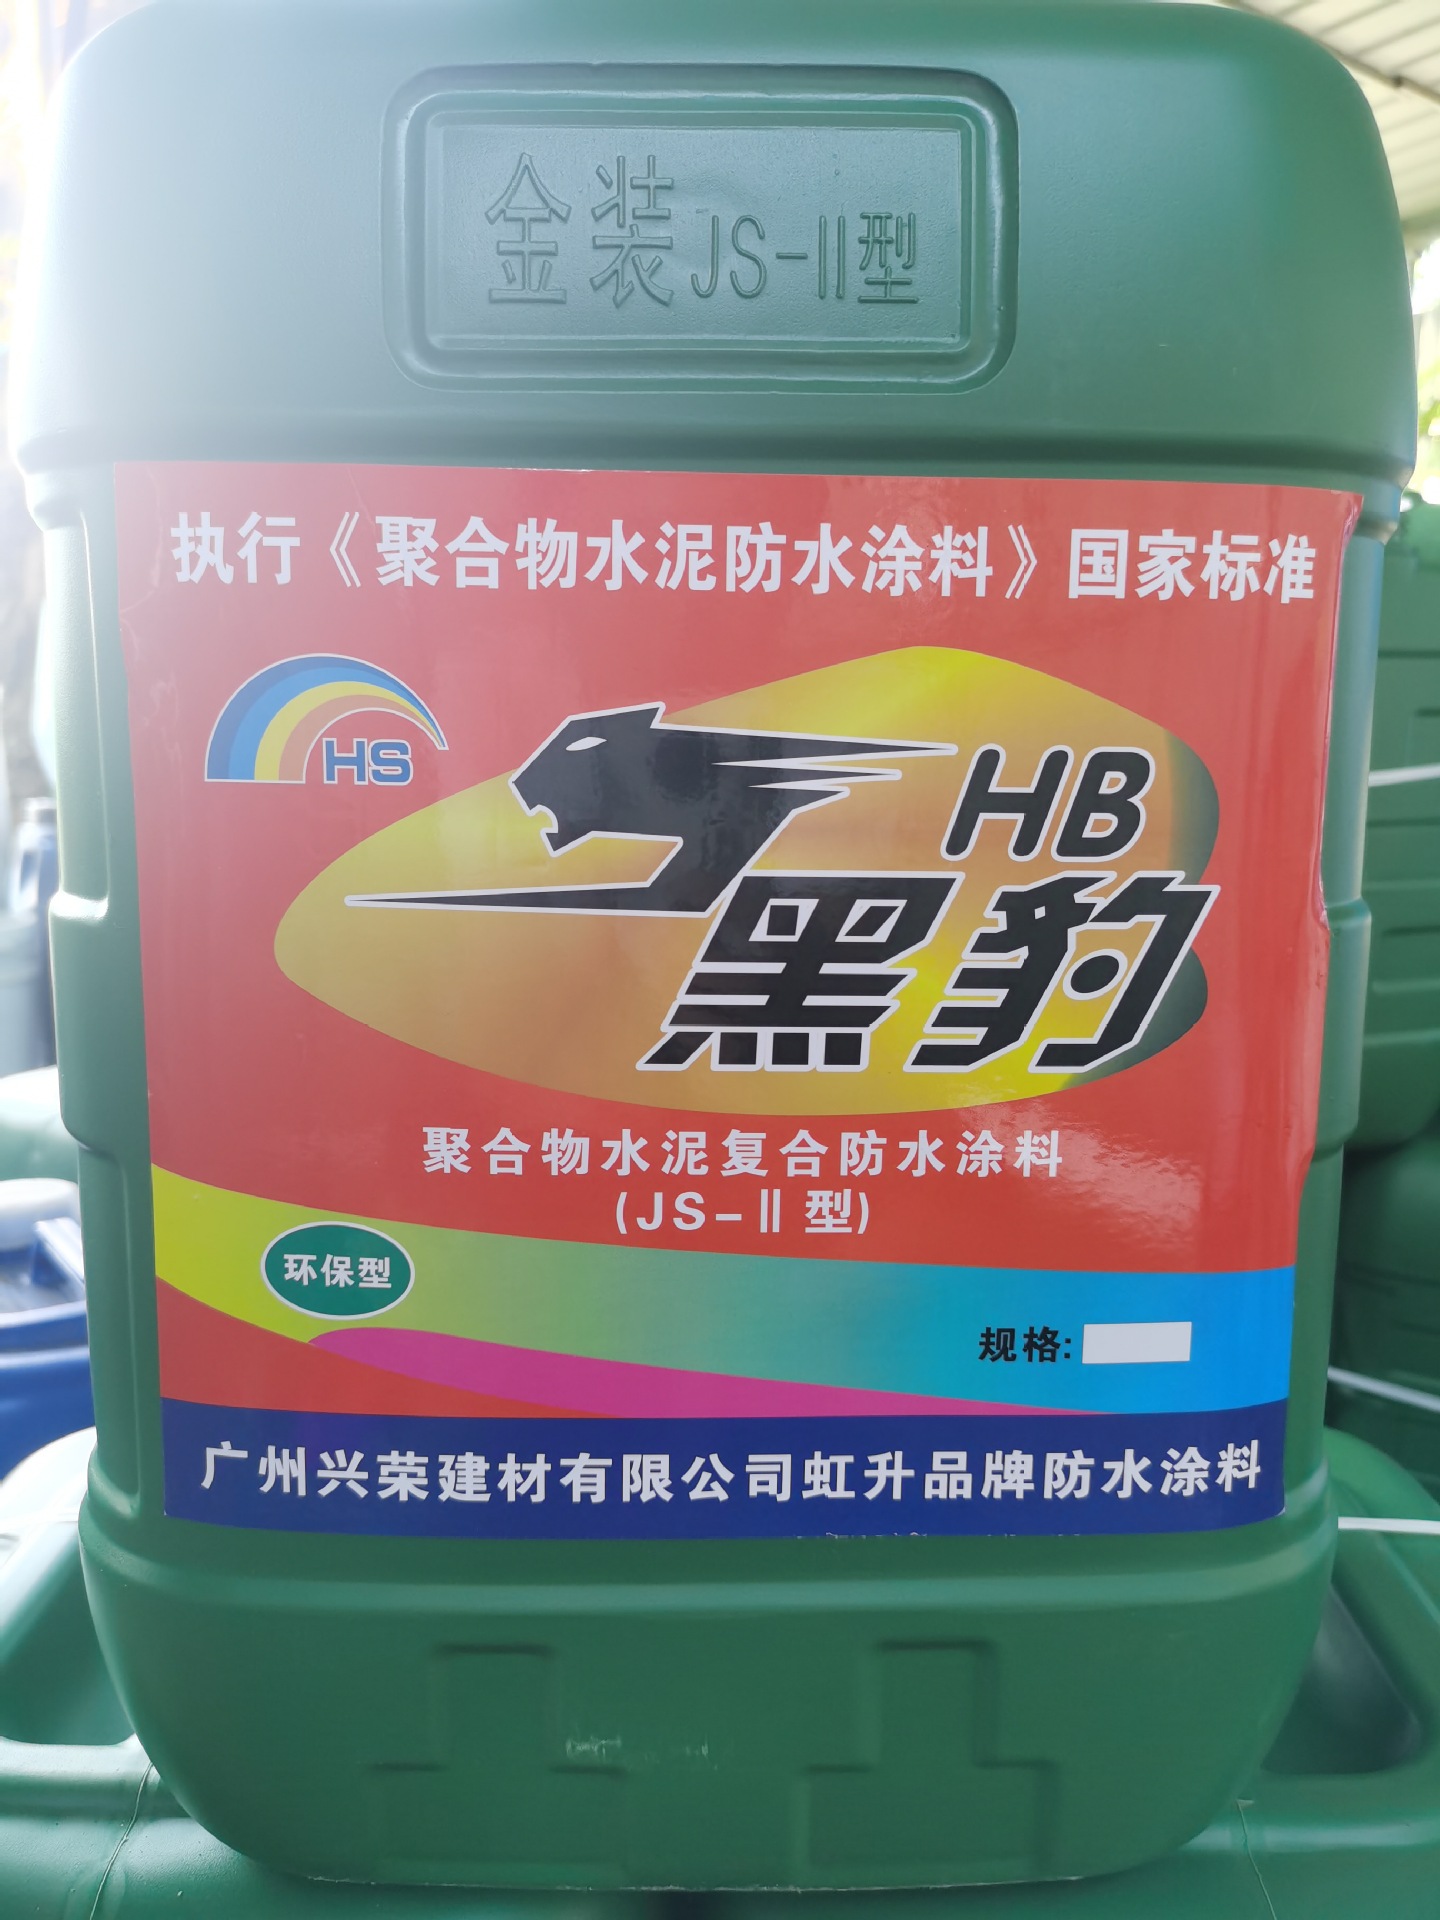 金装JS-II型
执行《聚合物水泥防水涂料》国家标准
HS
HB
黑豹
聚合物水泥复合防水涂料
(JS-Ⅱ型)
环保型
规格:
广州兴荣建材有限公司虹升品牌防水涂料